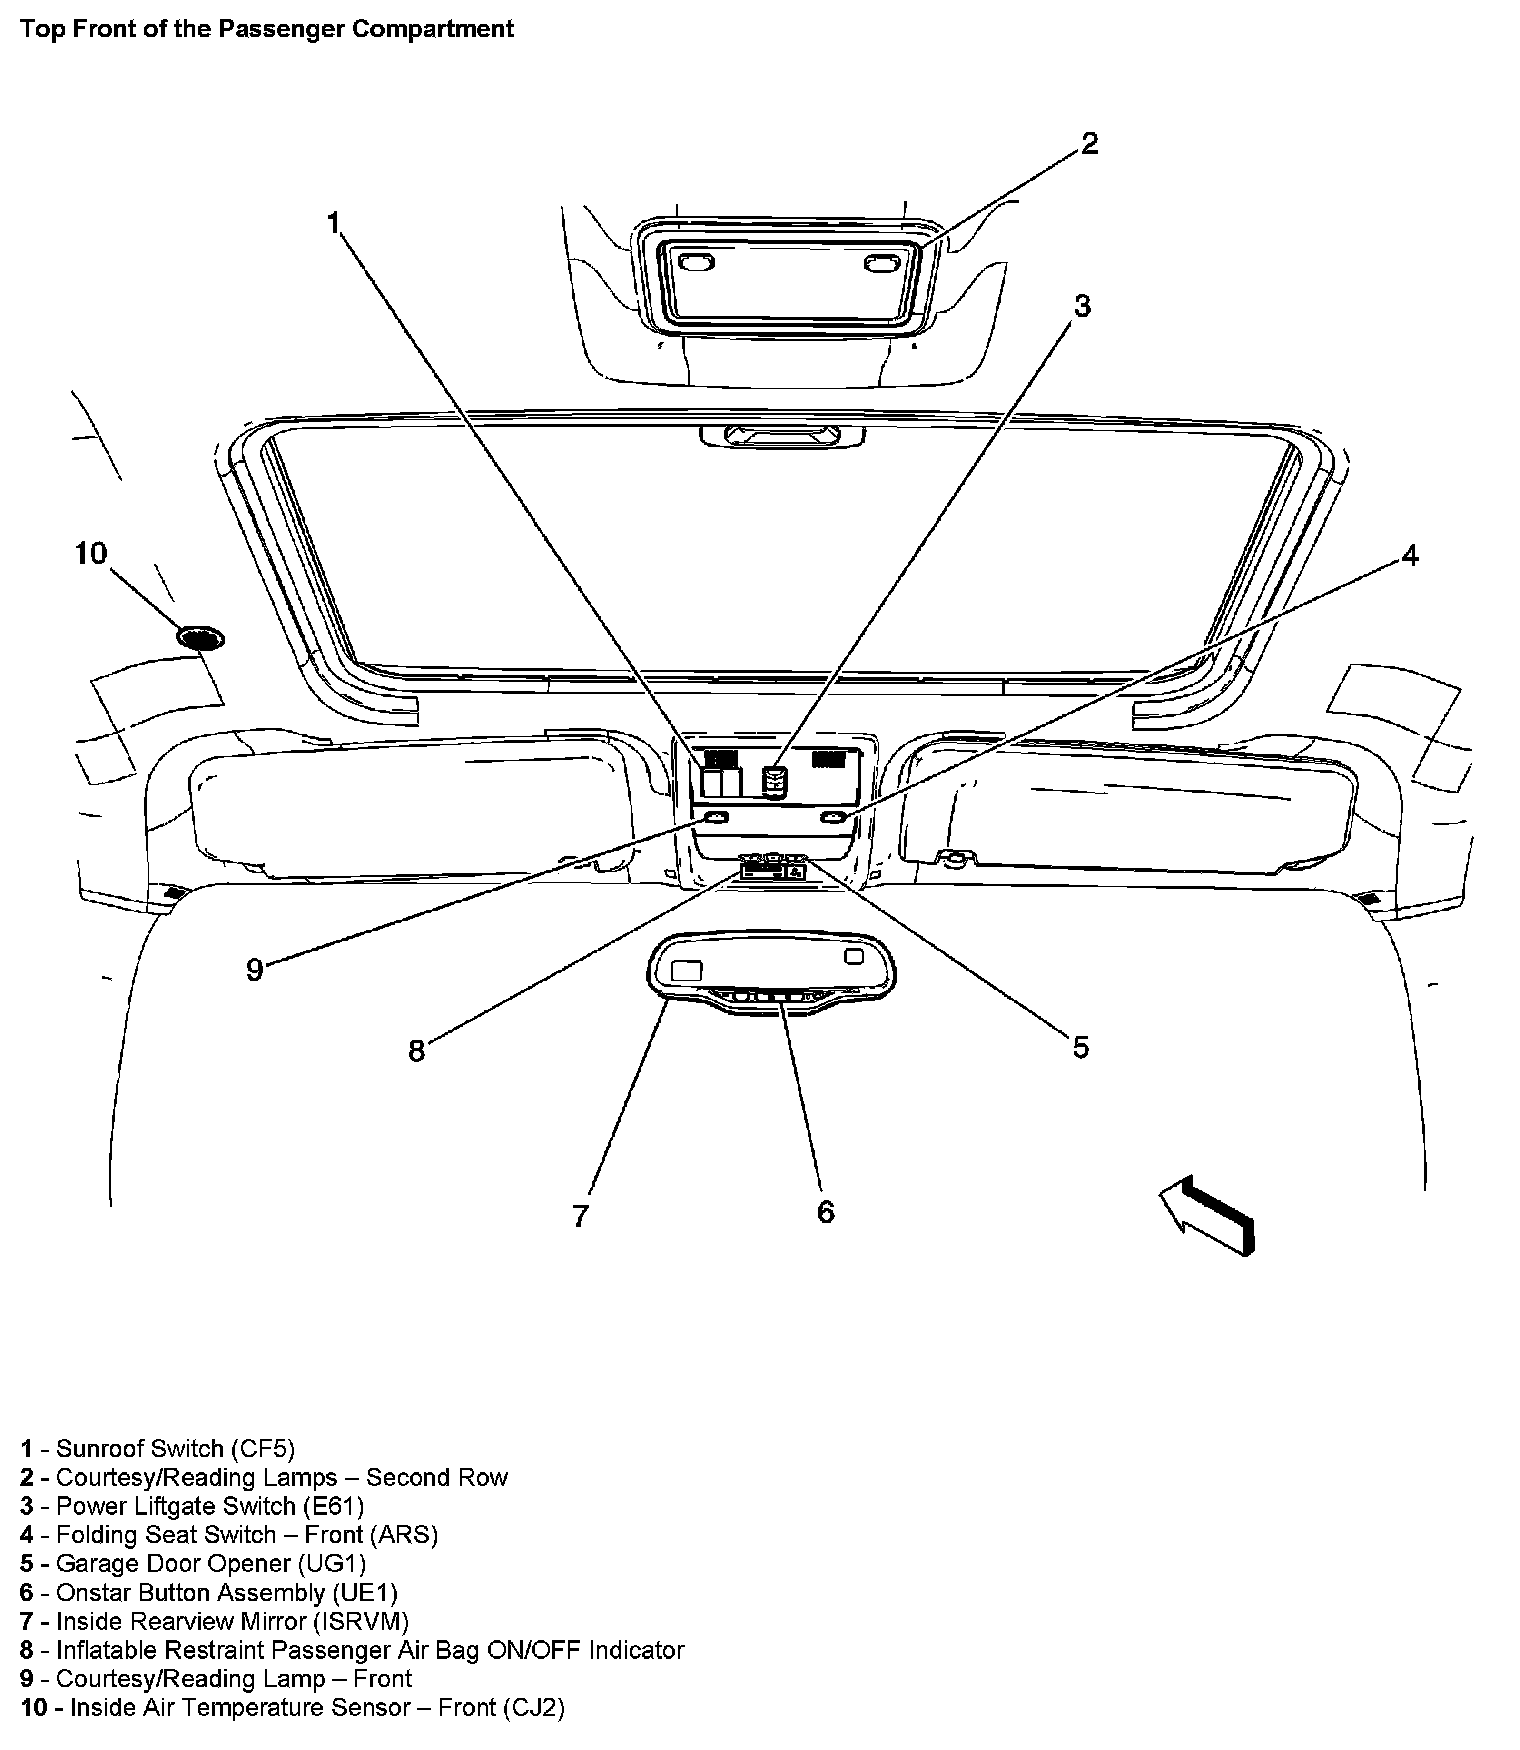 Top Front of the Passenger Compartment
2
1
3
10
4
9
8
5
7
6
1 - Sunroof Switch (CF5)
2 - Courtesy/Reading Lamps – Second Row
3 - Power Liftgate Switch (E61)
4 - Folding Seat Switch – Front (ARS)
5 - Garage Door Opener (UG1)
6 - Onstar Button Assembly (UE1)
7 - Inside Rearview Mirror (ISRVM)
8 - Inflatable Restraint Passenger Air Bag ON/OFF Indicator
9 - Courtesy/Reading Lamp – Front
10 - Inside Air Temperature Sensor – Front (CJ2)